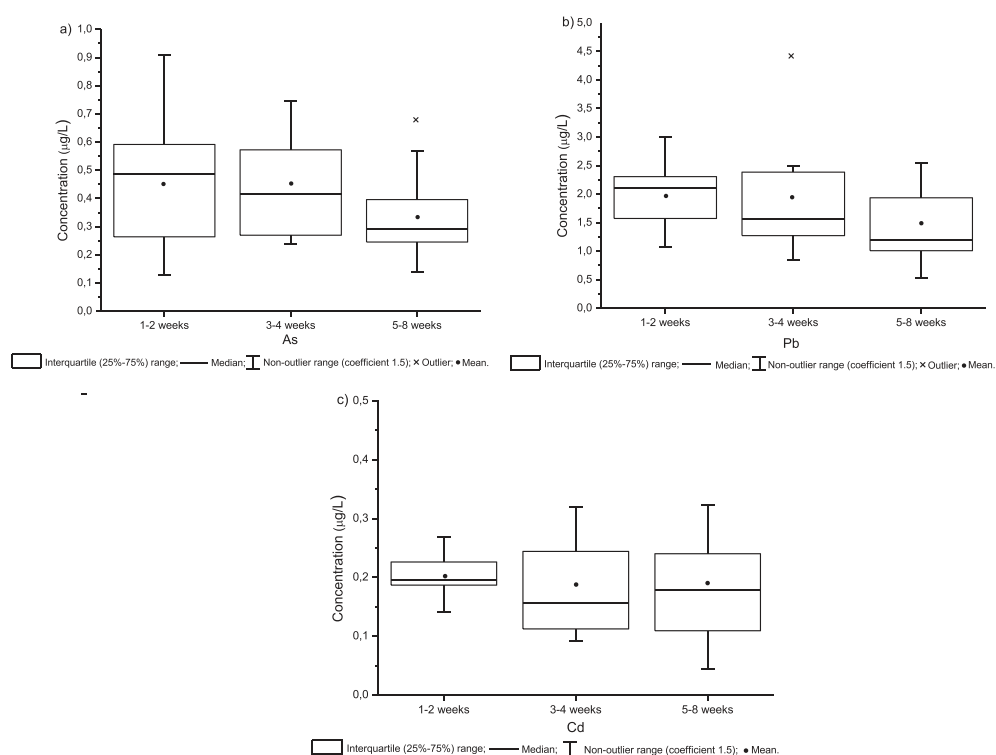 a)
1,0
0,9
0,8
0,7
0,6
0,5
0,4
0,3
0,2
0,1
0,0
Concentration (µg/L)
1-2 weeks 3-4 weeks 5-8 weeks
As
Interquartile (25%-75%) range; Median; Non-outlier range (coefficient 1.5); × Outlier; • Mean.
b)
5,0
4,5
4,0
3,5
3,0
2,5
2,0
1,5
1,0
0,5
0,0
Concentration (µg/L)
1-2 weeks 3-4 weeks 5-8 weeks
Pb
Interquartile (25%-75%) range; Median; Non-outlier range (coefficient 1.5); × Outlier; • Mean.
c)
0,5
0,3
0,2
0,1
0,0
Concentration (µg/L)
1-2 weeks 3-4 weeks 5-8 weeks
Cd
Interquartile (25%-75%) range; Median; Non-outlier range (coefficient 1.5); • Mean.